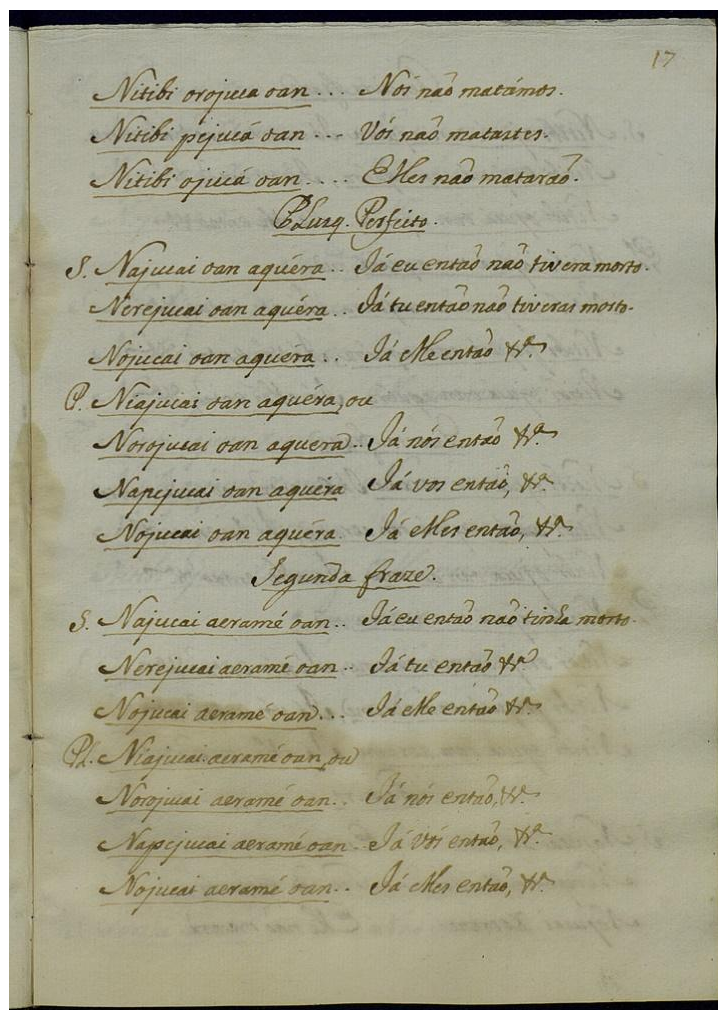 17
Nitibi orojuca oan ... Nós naõ matámos.
Nitibi pejucá oan ... Vós naõ matastes.
Nitibi ojucá oan .... Elles naõ mataraõ.
Plusq. Perfeito.
S. Najucai oan aquéra .. Já eu entaõ naõ tivera morto.
Nerejucai oan aquéra .. Já tu entaõ naõ tiveras morto.
Nojucai oan aquera ... Já elle entaõ &a.
P. Niajucai oan aquéra, ou
Norojucai oan aquera .. Já nós entaõ &a.
Napejucai oan aquéra Já vos entaõ, &a.
Nojucai oan aquéra. Já elles entaõ, &a.
Segunda fraze.
S. Najucai aeramé oan .. Já eu entaõ naõ tinha morto.
Nerejucai aeramé oan .. Já tu entaõ &a
Nojucai aeramé oan ... Já elle entaõ &a.
Pl. Niajucai aeramé oan, ou
Norojucai aeramé oan .. Já nós entaõ, &a.
Napejucai aeramé oan Já vós entaõ, &a.
Nojucai aeramé oan .. Já elles entaõ, &a.